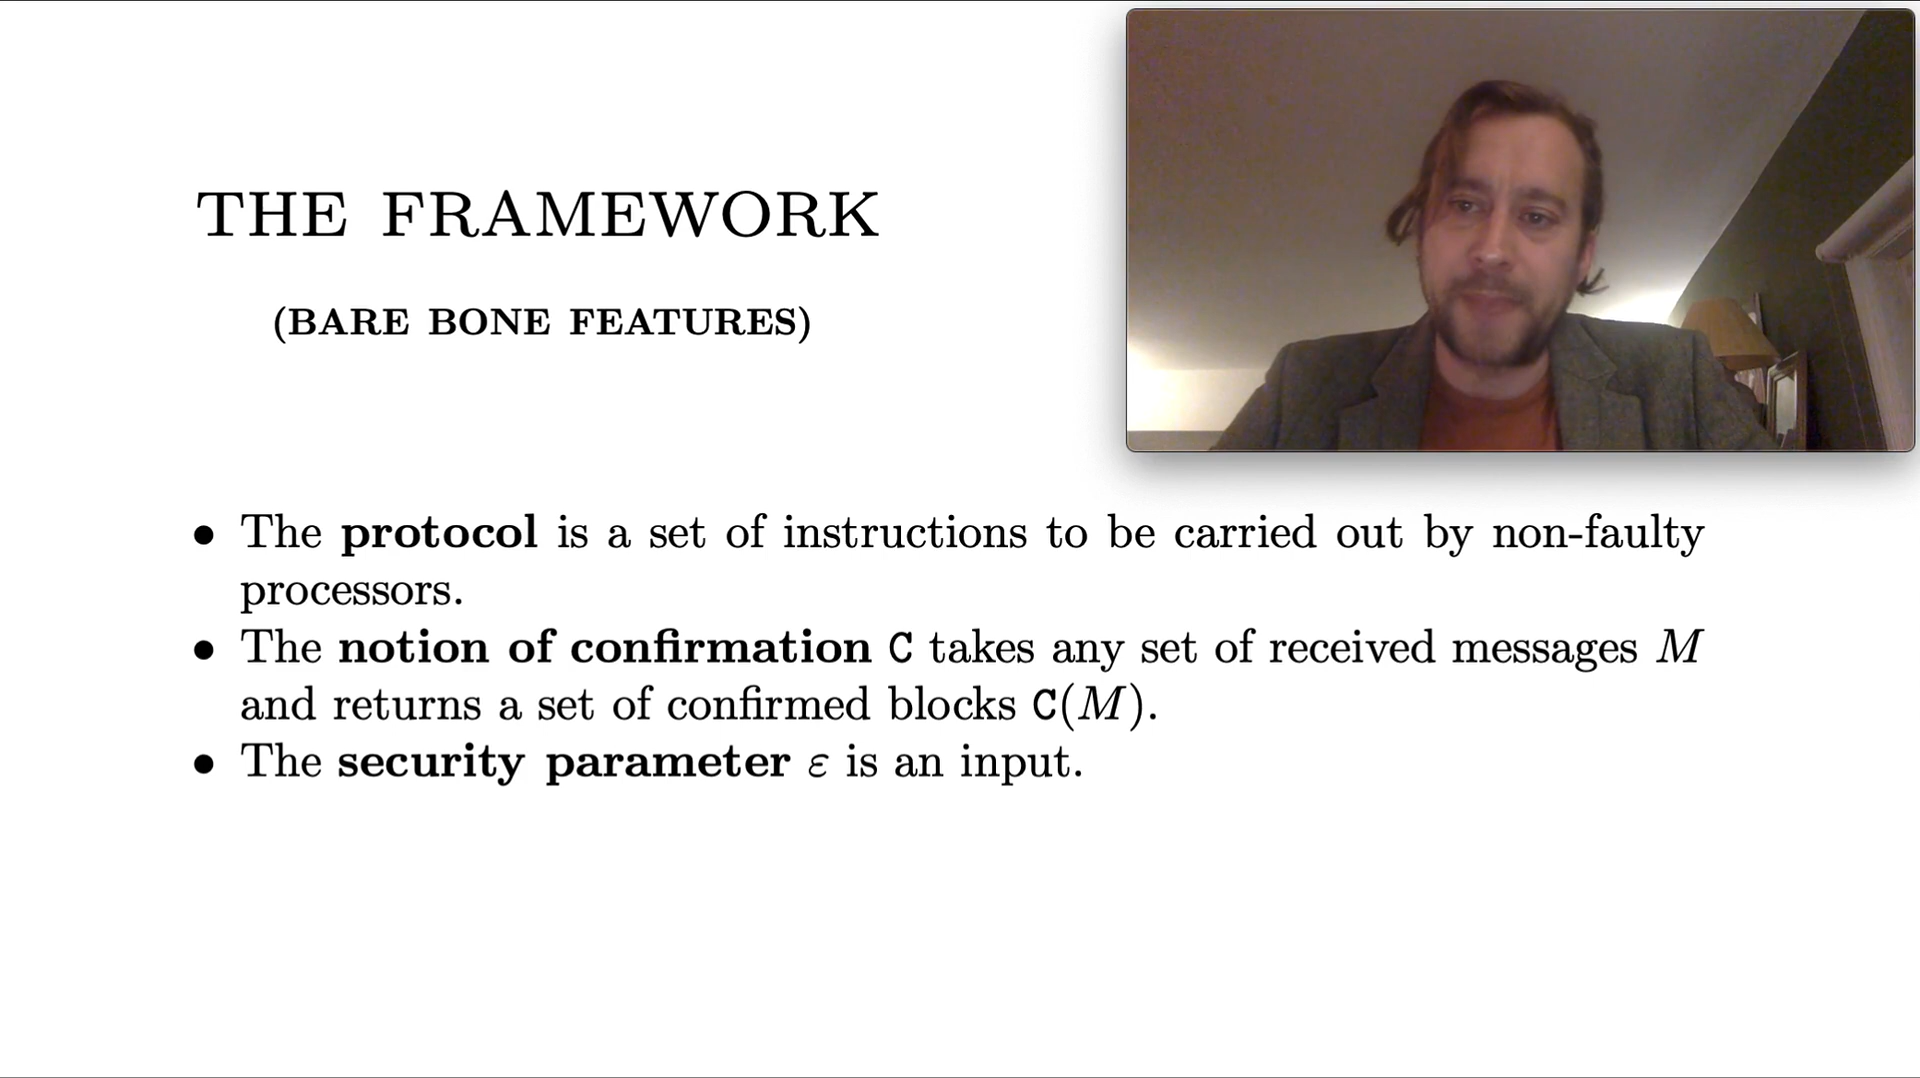 THE FRAMEWORK
(BARE BONE FEATURES)
• The protocol is a set of instructions to be carried out by non-faulty
processors.
• The notion of confirmation C takes any set of received messages M
and returns a set of confirmed blocks C(M).
• The security parameter ε is an input.